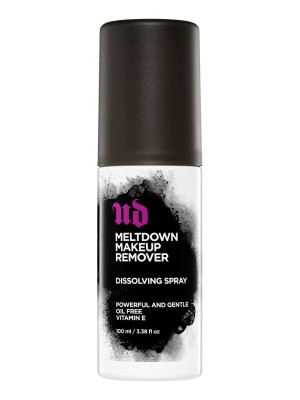 UD
MELTDOWN
MAKEUP
REMOVER
DISSOLVING SPRAY
POWERFUL AND GENTLE
OIL FREE
VITAMIN E
100 ml / 3.38 fl oz